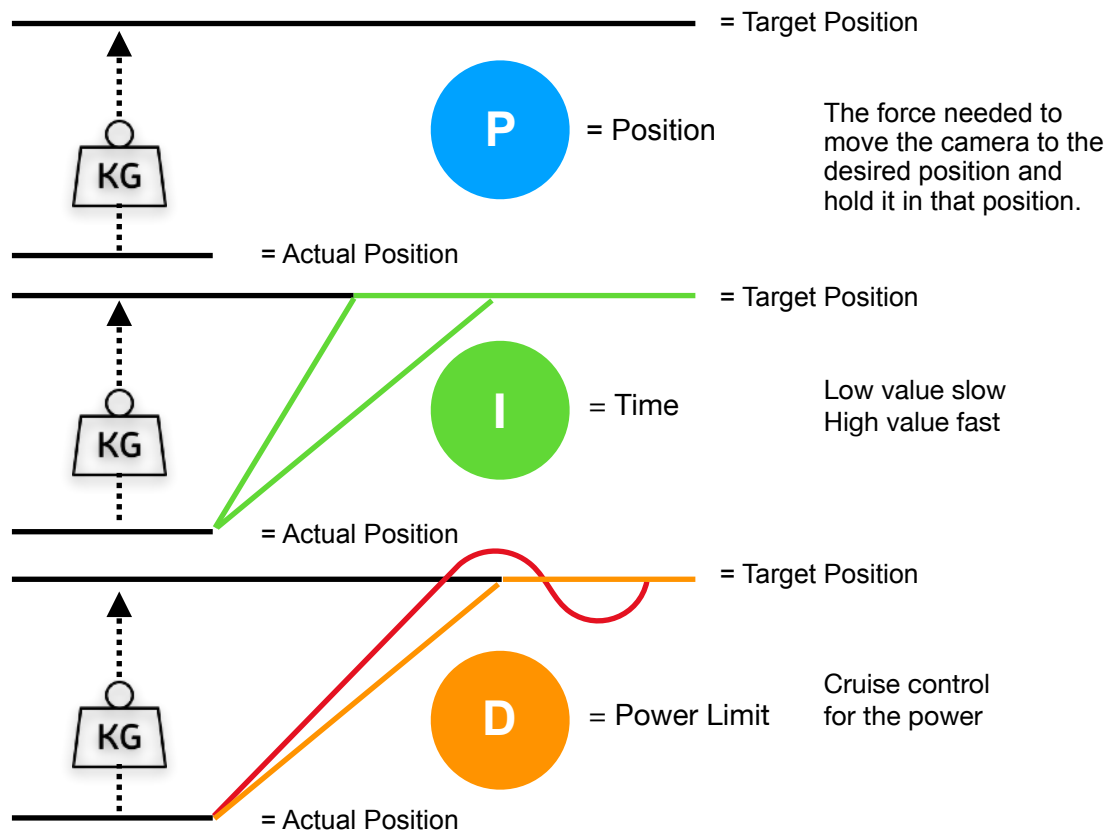 = Target Position
P
= Position
The force needed to
move the camera to the
desired position and
hold it in that position.
KG
= Actual Position
= Target Position
I
= Time
Low value slow
High value fast
KG
= Actual Position
= Target Position
Cruise control
for the power
D
= Power Limit
KG
= Actual Position